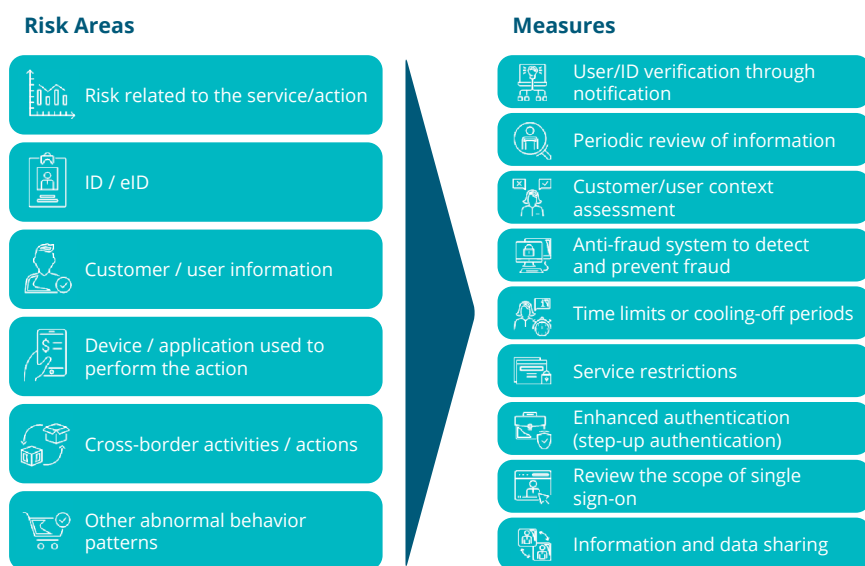 Risk Areas
Risk related to the service/action
ID / eID
Customer / user information
Device / application used to
perform the action
Cross-border activities / actions
Other abnormal behavior
patterns
Measures
User/ID verification through
notification
Periodic review of information
Customer/user context
assessment
Anti-fraud system to detect
and prevent fraud
Time limits or cooling-off periods
Service restrictions
Enhanced authentication
(step-up authentication)
Review the scope of single
sign-on
Information and data sharing